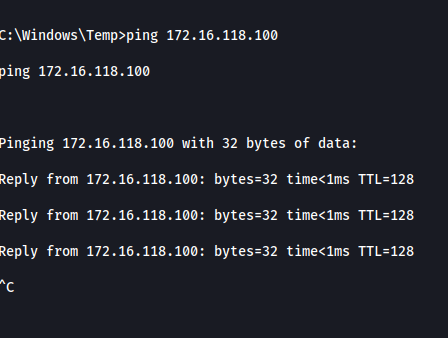 C:\Windows\Temp>ping 172.16.118.100
ping 172.16.118.100
Pinging 172.16.118.100 with 32 bytes of data:
Reply from 172.16.118.100: bytes=32 time<1ms TTL=128
Reply from 172.16.118.100: bytes=32 time<1ms TTL=128
Reply from 172.16.118.100: bytes=32 time<1ms TTL=128
^C